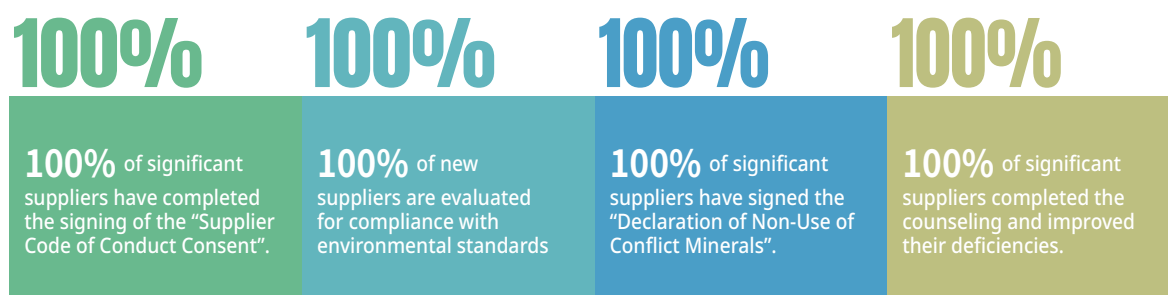 100%
100% of significant
suppliers have completed
the signing of the “Supplier
Code of Conduct Consent”.
100%
100% of new
suppliers are evaluated
for compliance with
environmental standards
100%
100% of significant
suppliers have signed the
“Declaration of Non-Use of
Conflict Minerals”.
100%
100% of significant
suppliers completed the
counseling and improved
their deficiencies.